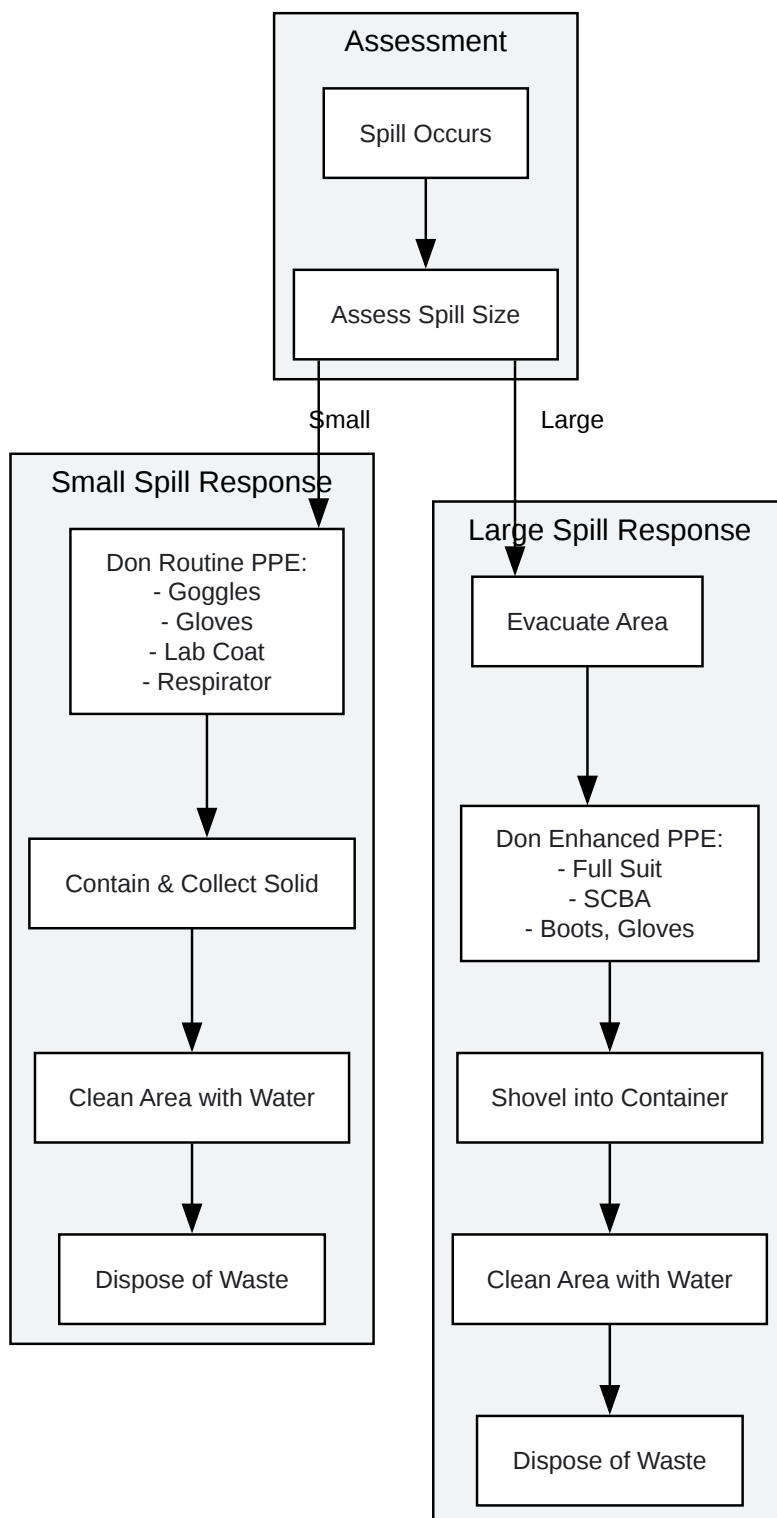 Assessment
Spill Occurs
Assess Spill Size
Small
Large
Small Spill Response
Don Routine PPE:
- Goggles
- Gloves
- Lab Coat
- Respirator
Contain & Collect Solid
Clean Area with Water
Dispose of Waste
Large Spill Response
Evacuate Area
Don Enhanced PPE:
- Full Suit
- SCBA
- Boots, Gloves
Shovel into Container
Clean Area with Water
Dispose of Waste